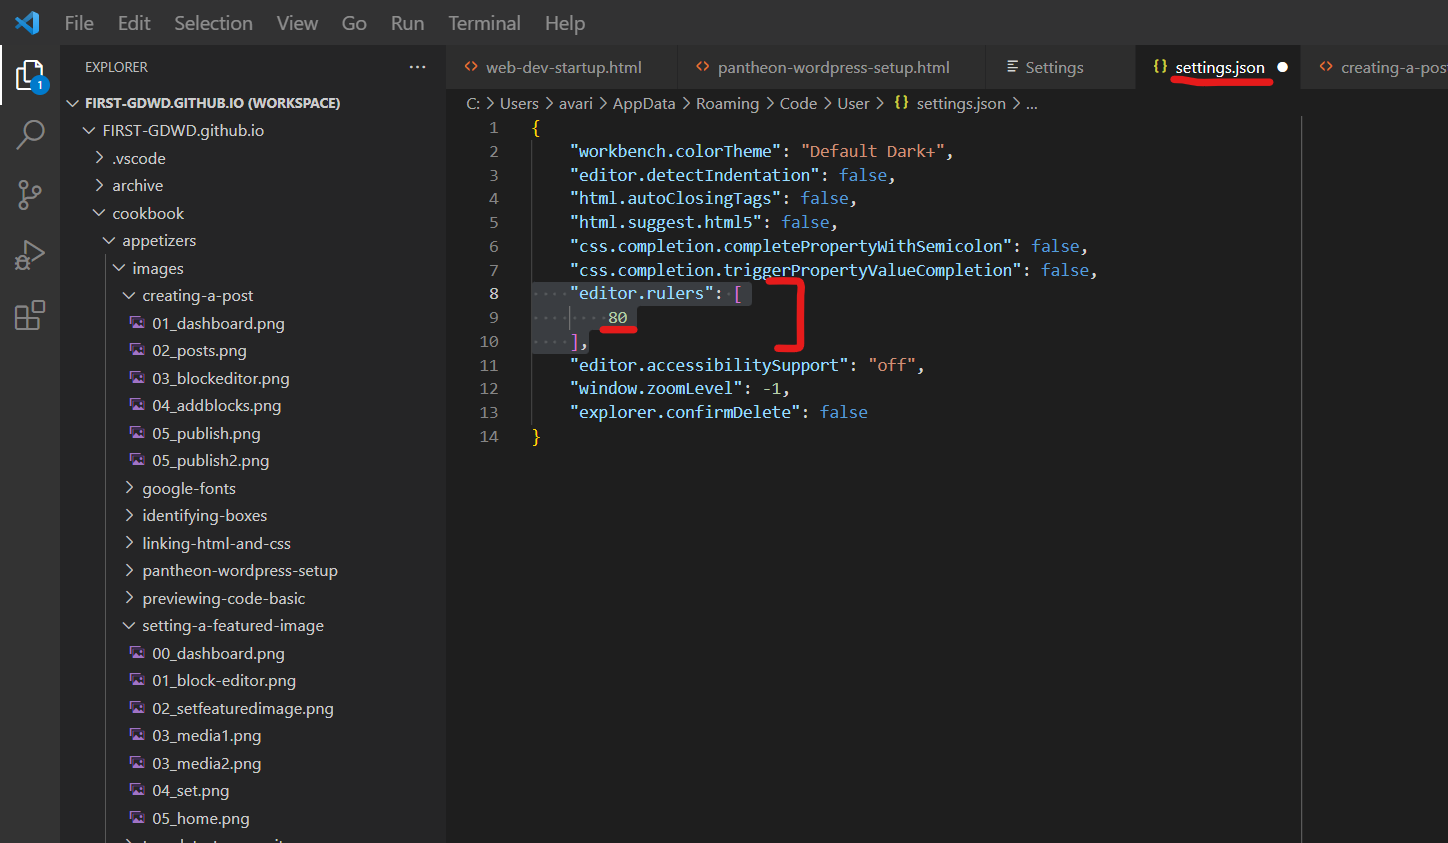 File Edit Selection View Go Run Terminal Help
EXPLORER ···
web-dev-startup.html pantheon-wordpress-setup.html Settings {} settings.json creating-a-post
1
FIRST-GDWD.GITHUB.IO (WORKSPACE)
FIRST-GDWD.github.io
.vscode
archive
cookbook
appetizers
images
creating-a-post
01_dashboard.png
02_posts.png
03_blockeditor.png
04_addblocks.png
05_publish.png
05_publish2.png
google-fonts
identifying-boxes
linking-html-and-css
pantheon-wordpress-setup
previewing-code-basic
setting-a-featured-image
00_dashboard.png
01_block-editor.png
02_setfeaturedimage.png
03_media1.png
03_media2.png
04_set.png
05_home.png
C: > Users > avari > AppData > Roaming > Code > User > {} settings.json > ...
1 {
2 "workbench.colorTheme": "Default Dark+",
3 "editor.detectIndentation": false,
4 "html.autoClosingTags": false,
5 "html.suggest.html5": false,
6 "css.completion.completePropertyWithSemicolon": false,
7 "css.completion.triggerPropertyValueCompletion": false,
8 "editor.rulers": [
9 80
10 ],
11 "editor.accessibilitySupport": "off",
12 "window.zoomLevel": -1,
13 "explorer.confirmDelete": false
14 }